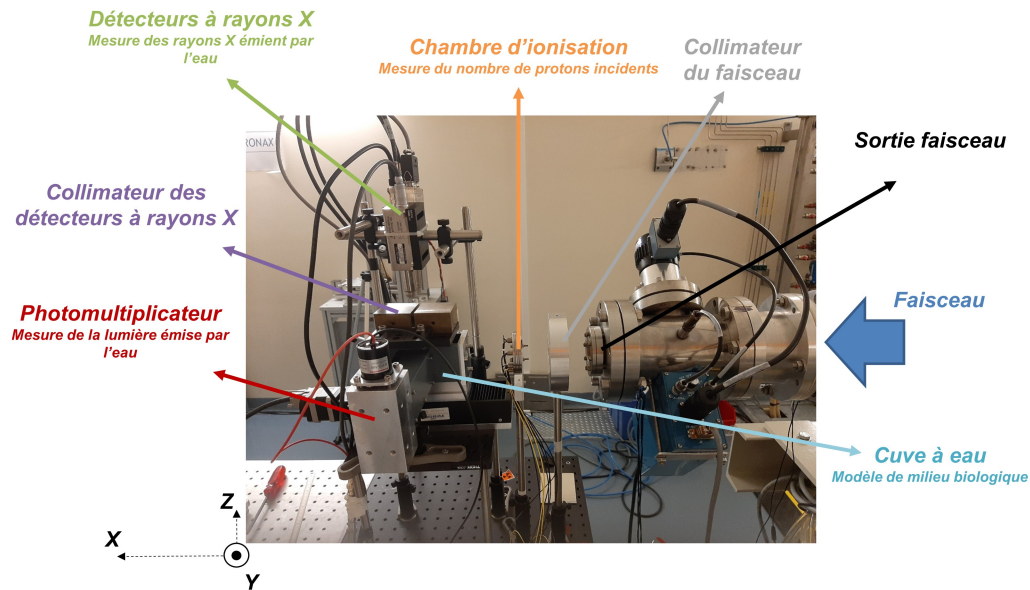 Détecteurs à rayons X
Mesure des rayons X émient par
l'eau
Chambre d'ionisation
Mesure du nombre de protons incidents
Collimateur
du faisceau
Sortie faisceau
Collimateur des
détecteurs à rayons X
Photomultiplicateur
Mesure de la lumière émise par
l'eau
Faisceau
Cuve à eau
Modèle de milieu biologique
RONAX
Z
X
Y